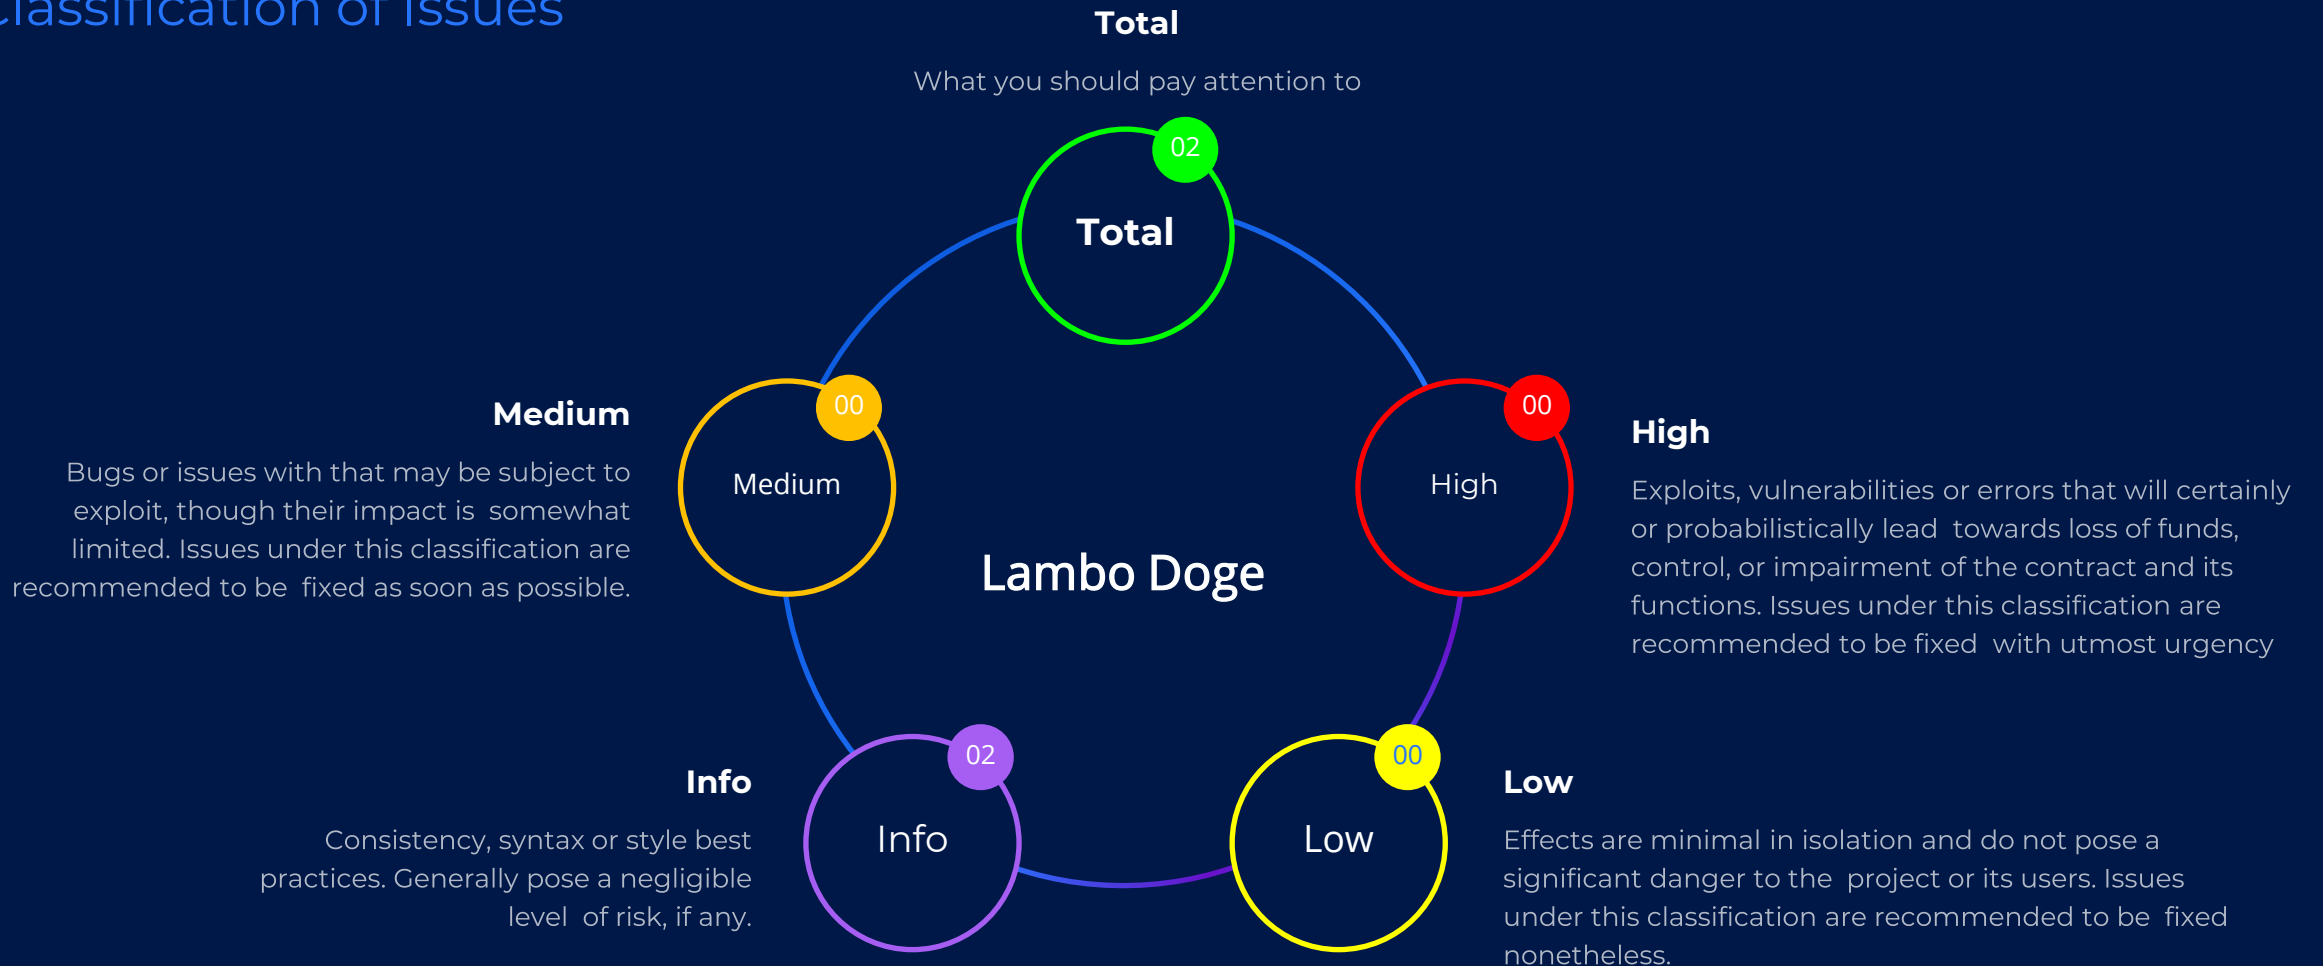 Classification of Issues
Total
What you should pay attention to
02
Total
Medium
Bugs or issues with that may be subject to
exploit, though their impact is somewhat
limited. Issues under this classification are
recommended to be fixed as soon as possible.
00
Medium
00
High
High
Exploits, vulnerabilities or errors that will certainly
or probabilistically lead towards loss of funds,
control, or impairment of the contract and its
functions. Issues under this classification are
recommended to be fixed with utmost urgency
Lambo Doge
Info
Consistency, syntax or style best
practices. Generally pose a negligible
level of risk, if any.
02
Info
00
Low
Low
Effects are minimal in isolation and do not pose a
significant danger to the project or its users. Issues
under this classification are recommended to be fixed
nonetheless.